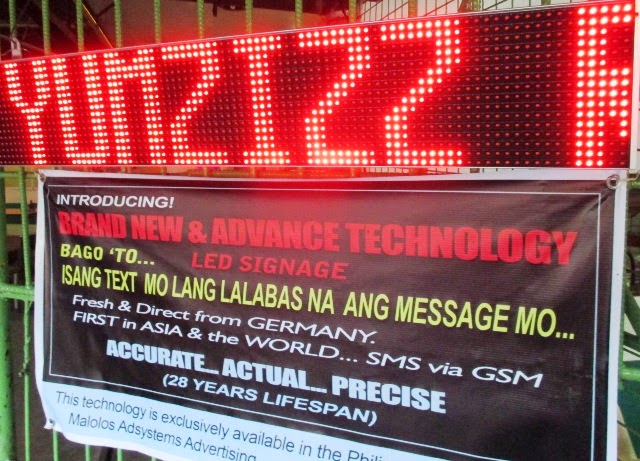 YUMZIZZ
INTRODUCING!
BRAND NEW & ADVANCE TECHNOLOGY
LED SIGNAGE
BAGO 'TO...
ISANG TEXT MO LANG LALABAS NA ANG MESSAGE MO...
Fresh & Direct from GERMANY.
FIRST in ASIA & the WORLD... SMS via GSM
ACCURATE... ACTUAL... PRECISE
(28 YEARS LIFESPAN)
This technology is exclusively available in the
Malolos Adsystems Advertising